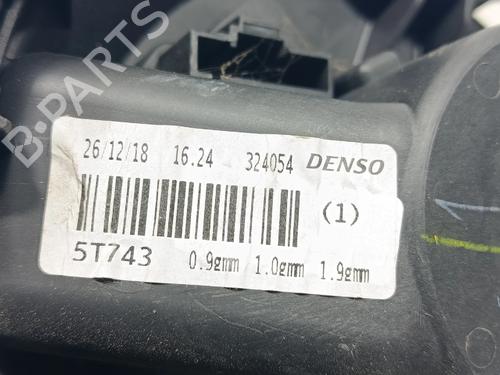 B-PARTS
26/12/18 16.24 324054 DENSO
(1)
5T743 0.9gmm 1.0gmm 1.9gmm